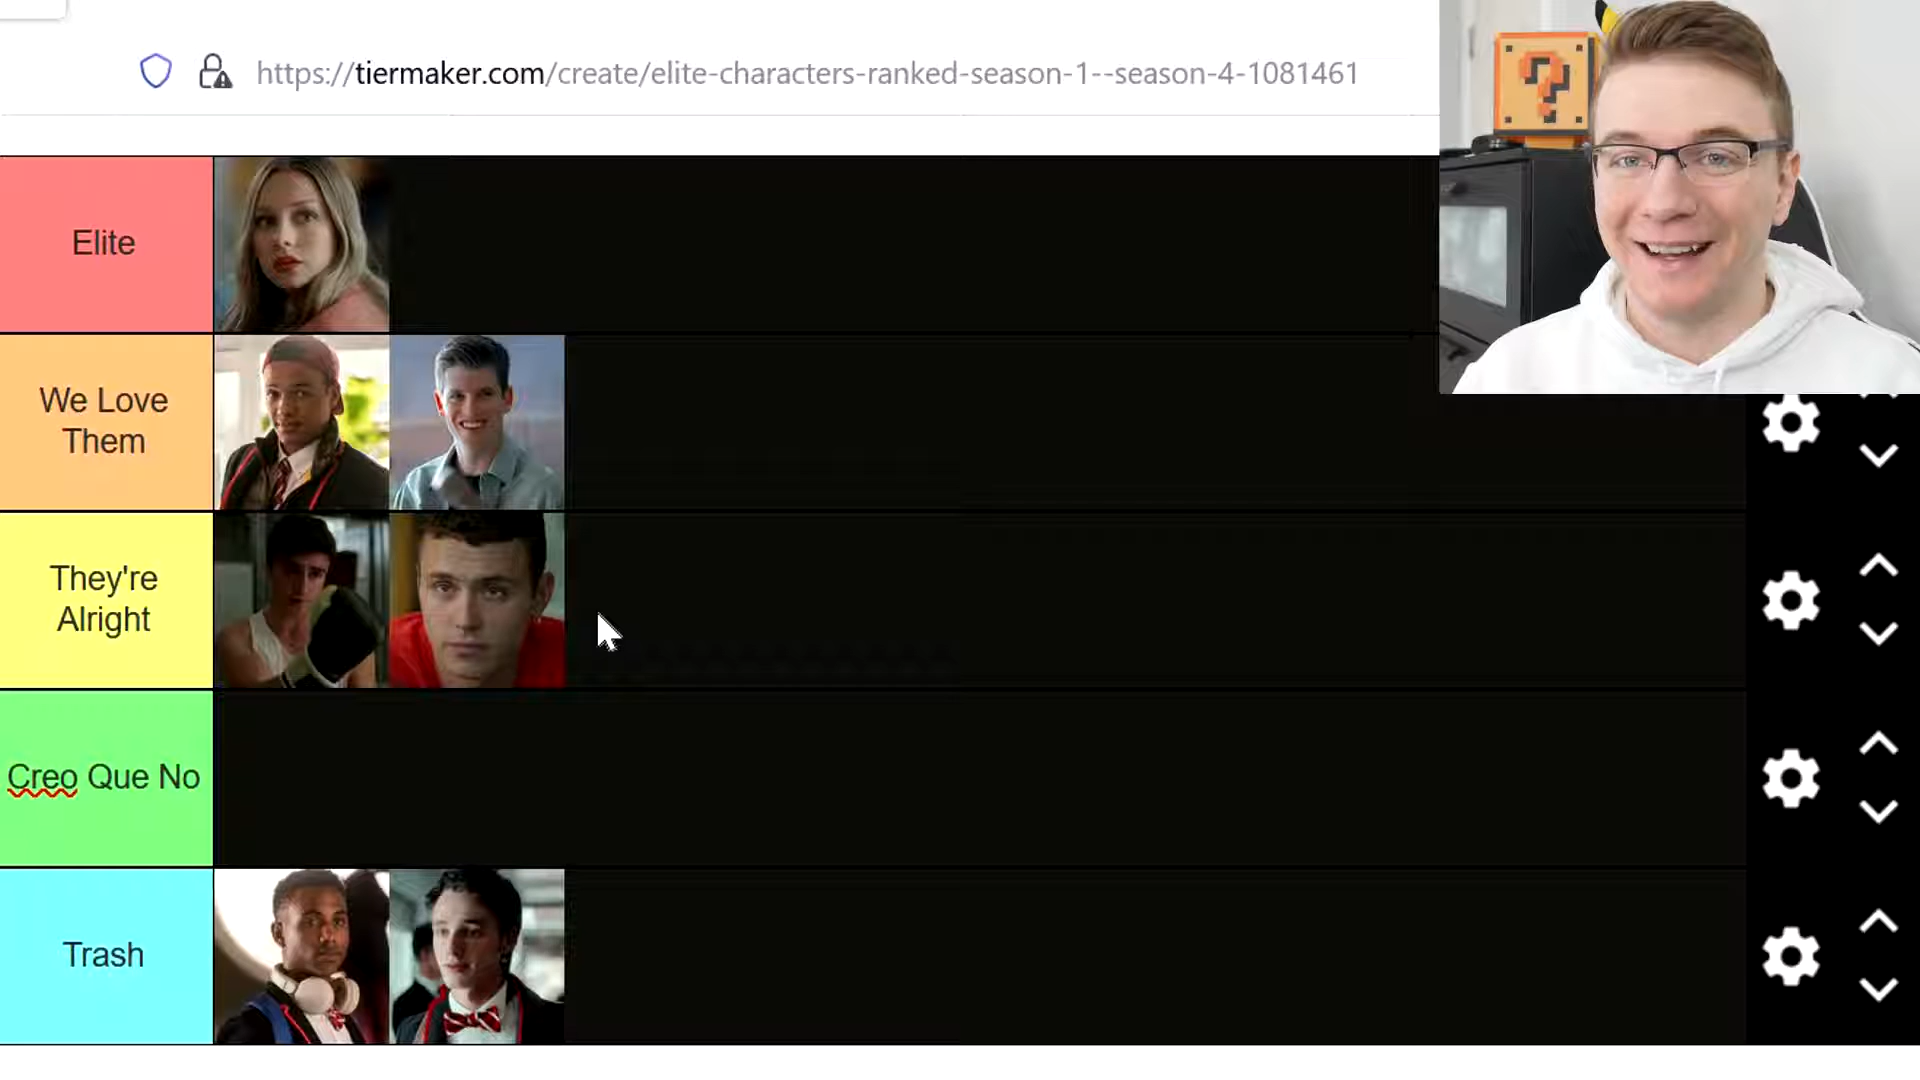 https://tiermaker.com/create/elite-characters-ranked-season-1--season-4-1081461
?
Elite
We Love
Them
They're
Alright
Creo Que No
Trash